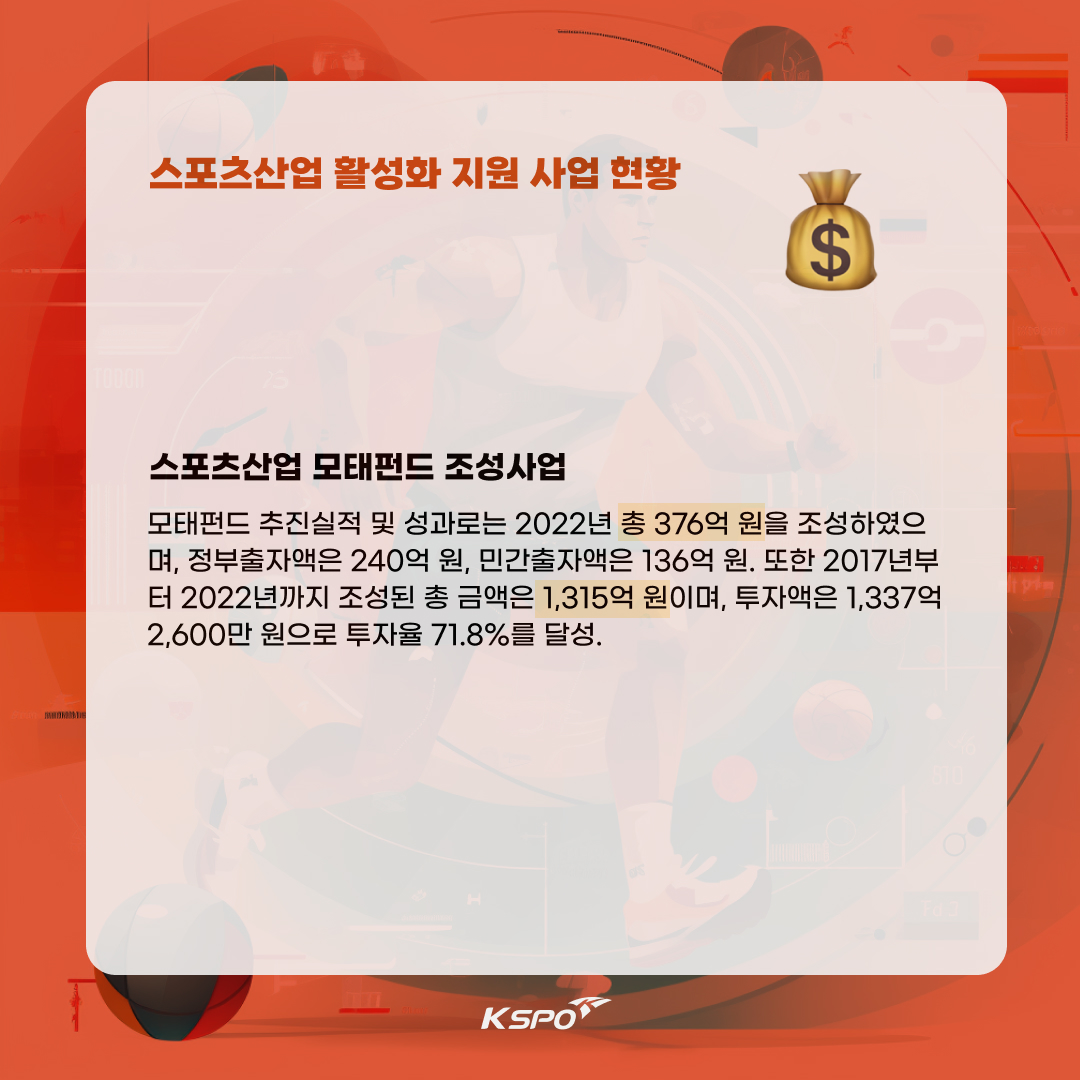 스포츠산업 활성화 지원 사업 현황
$
스포츠산업 모태펀드 조성사업
모태펀드 추진실적 및 성과로는 2022년 총 376억 원을 조성하였으
며, 정부출자액은 240억 원, 민간출자액은 136억 원. 또한 2017년부
터 2022년까지 조성된 총 금액은 1,315억 원이며, 투자액은 1,337억
2,600만 원으로 투자율 71.8%를 달성.
KSPO